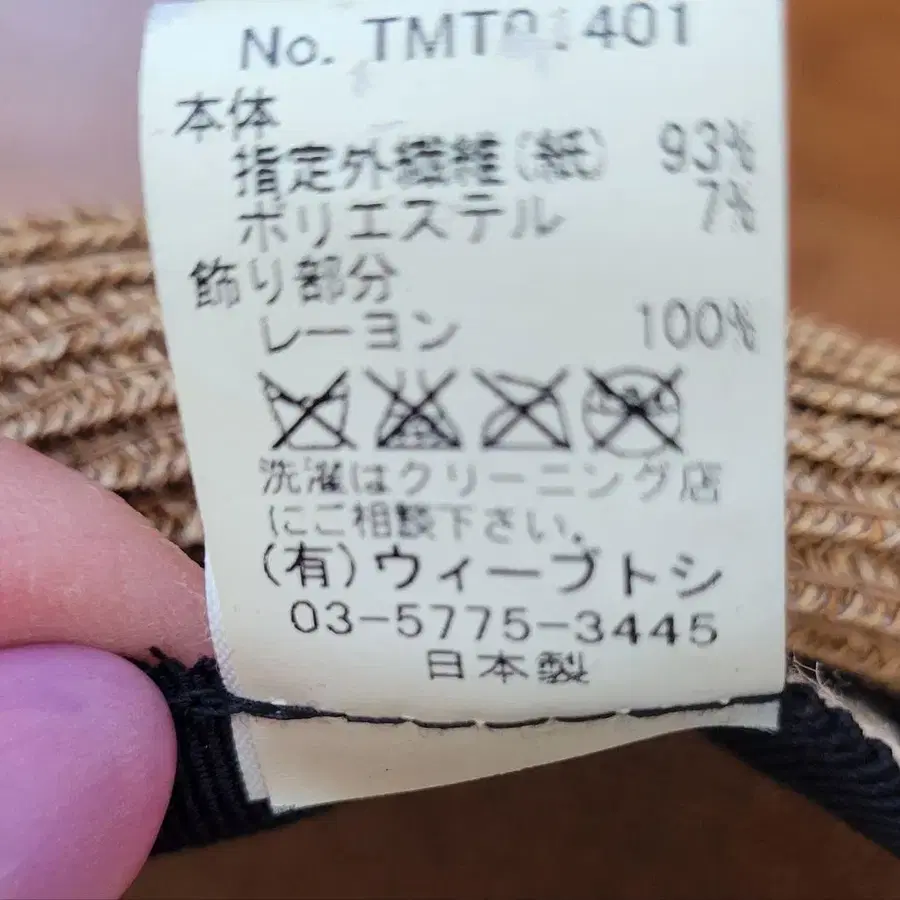 No. TMT0 401
本体
指定外繊維(紙) 93%
ポリエステル 7%
飾り部分
レーヨン 100%
洗濯はクリーニング店
にご相談下さい.
(有)ウィーブトシ
03-5775-3445
日本製